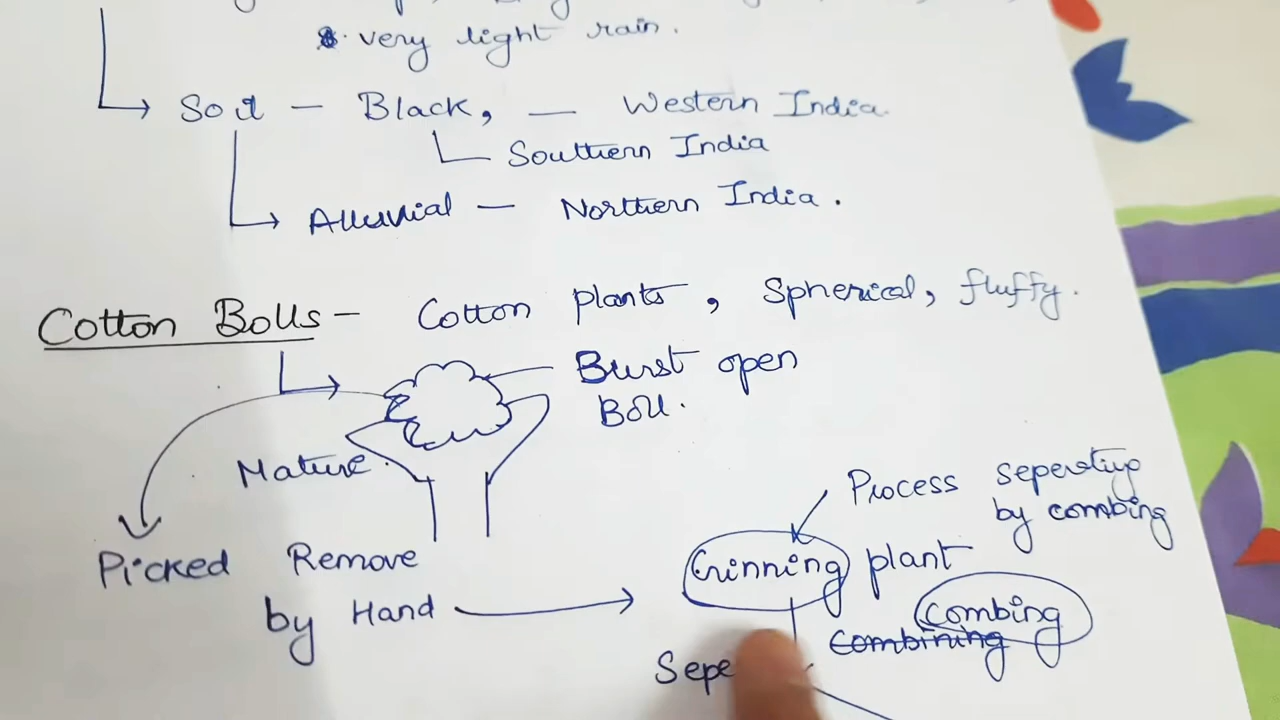 very light rain.
Soil - Black, - Western India.
Southern India
Alluvial - Northern India.
Cotton Bolls - Cotton plants, Spherical, fluffy.
Burst open
Boll.
Mature
Process
by combing
Picked Remove
by Hand
Ginning plant
Combing
Combining
Sepe